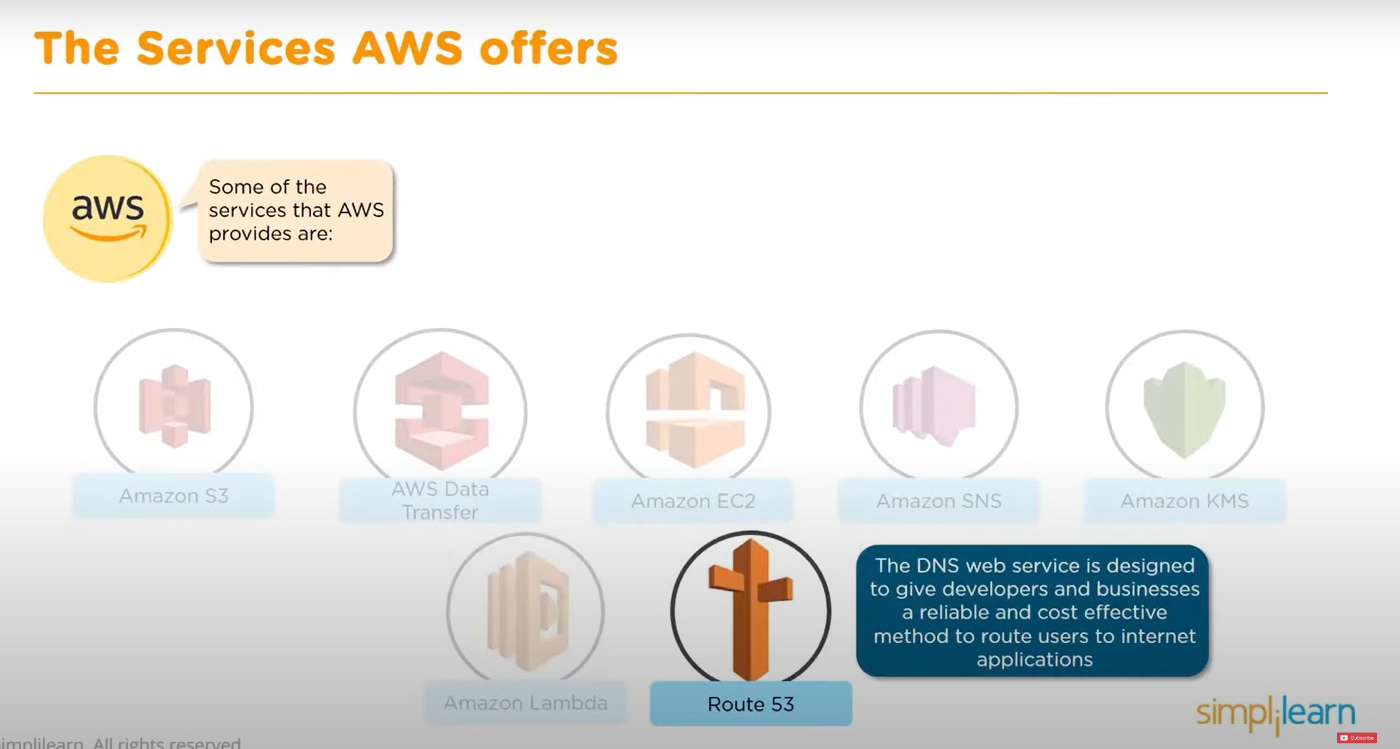 The Services AWS offers
aws
Some of the
services that AWS
provides are:
Amazon S3
AWS Data
Transfer
Amazon EC2
Amazon SNS
Amazon KMS
Amazon Lambda
Route 53
The DNS web service is designed
to give developers and businesses
a reliable and cost effective
method to route users to internet
applications
simplilearn
Subscribe
implilearn. All rights reserved